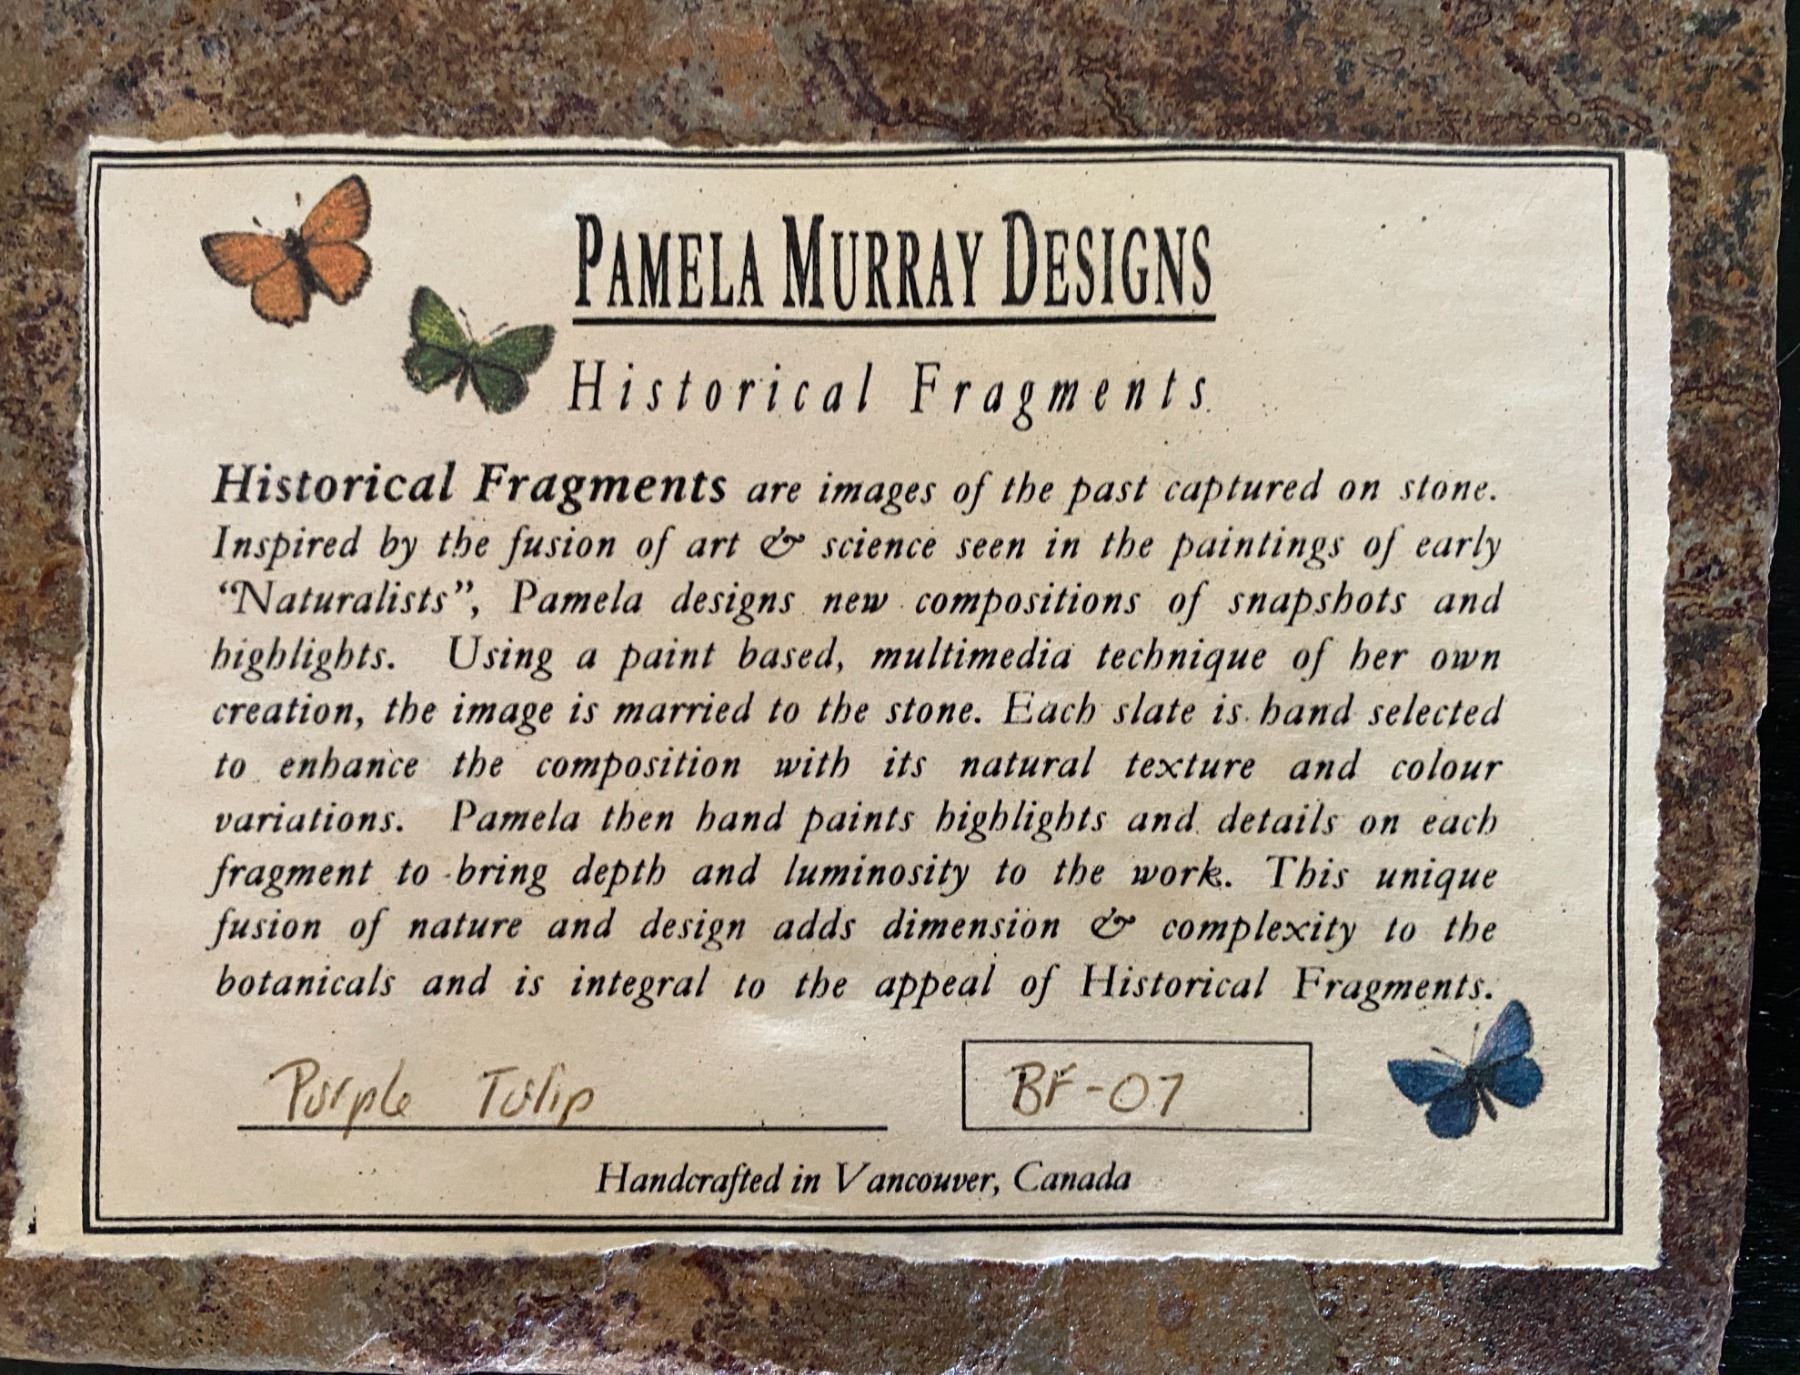 PAMELA MURRAY DESIGNS
Historical Fragments
Historical Fragments are images of the past captured on stone.
Inspired by the fusion of art & science seen in the paintings of early
“Naturalists”, Pamela designs new compositions of snapshots and
highlights. Using a paint based, multimedia technique of her own
creation, the image is married to the stone. Each slate is hand selected
to enhance the composition with its natural texture and colour
variations. Pamela then hand paints highlights and details on each
fragment to bring depth and luminosity to the work. This unique
fusion of nature and design adds dimension & complexity to the
botanicals and is integral to the appeal of Historical Fragments.
Purple Tulip BF-07
Handcrafted in Vancouver, Canada